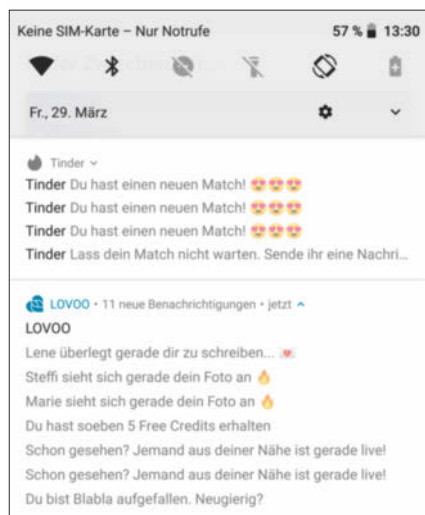 Keine SIM-Karte – Nur Notrufe 57 % 13:30
Fr., 29. März
Tinder
Tinder Du hast einen neuen Match! 😍😍😍
Tinder Du hast einen neuen Match! 😍😍😍
Tinder Du hast einen neuen Match! 😍😍😍
Tinder Lass dein Match nicht warten. Sende ihr eine Nachri...
LOVOO • 11 neue Benachrichtigungen • jetzt
LOVOO
Lene überlegt gerade dir zu schreiben... 💌
Steffi sieht sich gerade dein Foto an 🔥
Marie sieht sich gerade dein Foto an 🔥
Du hast soeben 5 Free Credits erhalten
Schon gesehen? Jemand aus deiner Nähe ist gerade live!
Schon gesehen? Jemand aus deiner Nähe ist gerade live!
Du bist Blabla aufgefallen. Neugierig?